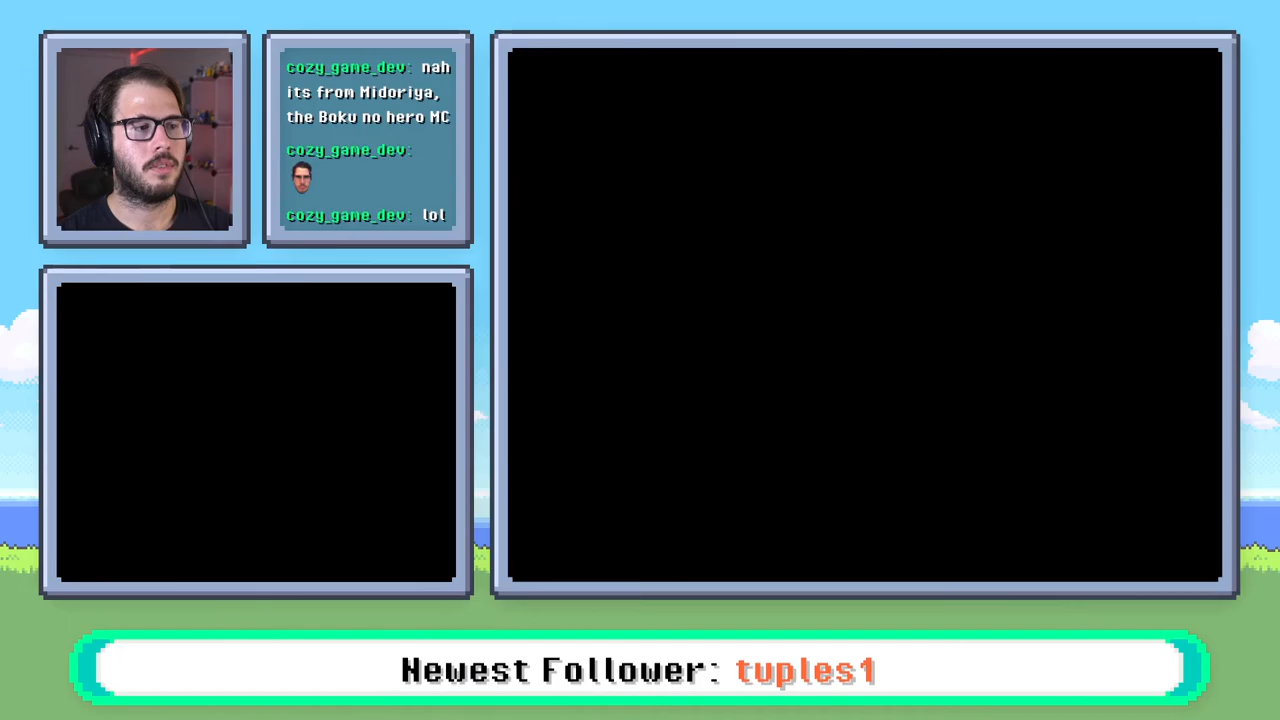 cozy_game_dev: nah
its from Midoriya,
the Boku no hero MC
cozy_game_dev:
cozy_game_dev: lol
Newest Follower: tuples1